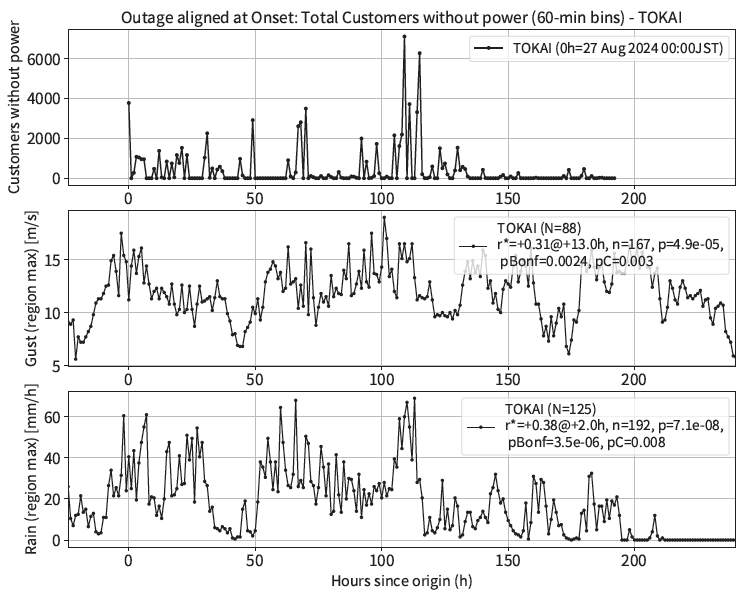 Outage aligned at Onset: Total Customers without power (60-min bins) - TOKAI
Customers without power
6000
4000
2000
0
TOKAI (0h=27 Aug 2024 00:00JST)
0 50 100 150 200
Gust (region max) [m/s]
15
10
5
TOKAI (N=88)
r*=+0.31@+13.0h, n=167, p=4.9e-05,
pBonf=0.0024, pC=0.003
0 50 100 150 200
Rain (region max) [mm/h]
60
40
20
0
TOKAI (N=125)
r*=+0.38@+2.0h, n=192, p=7.1e-08,
pBonf=3.5e-06, pC=0.008
0 50 100 150 200
Hours since origin (h)